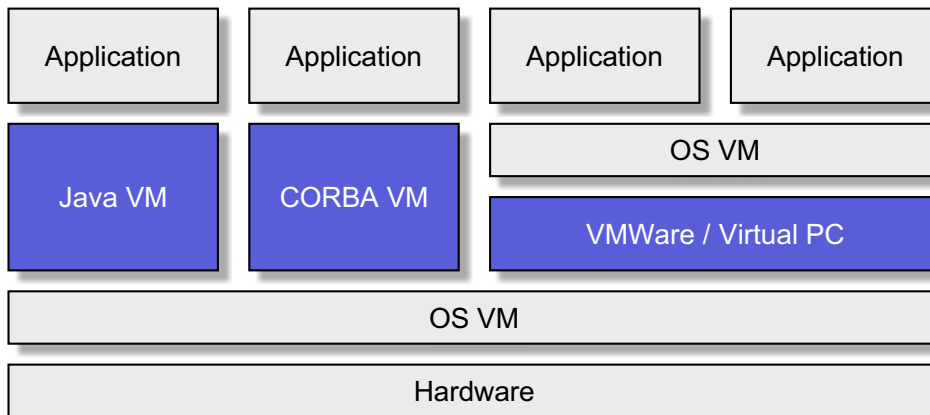 Application
Application
Application
Application
Java VM
CORBA VM
OS VM
VMWare / Virtual PC
OS VM
Hardware